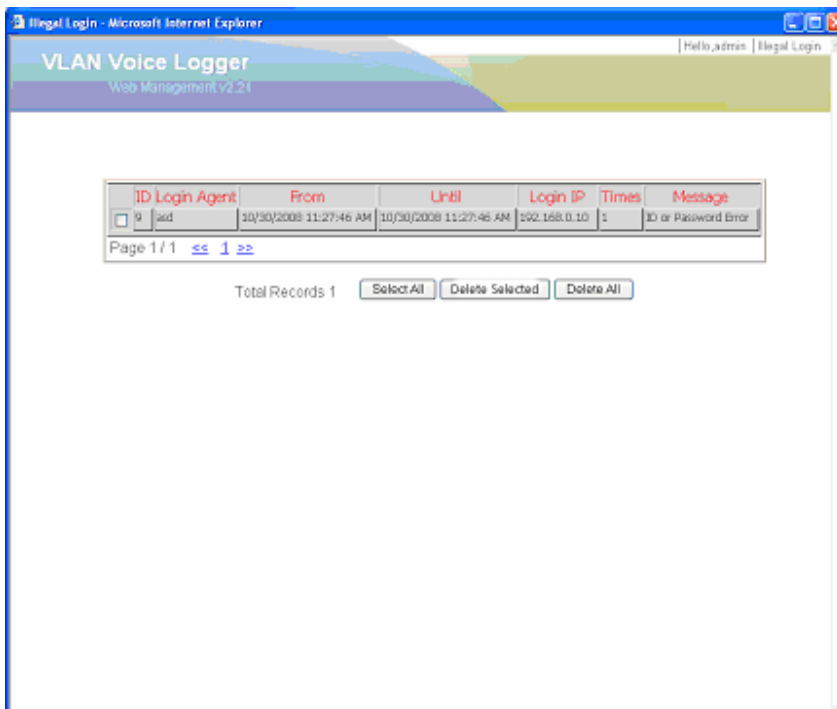 Illegal Login - Microsoft Internet Explorer
Hello,admin | Illegal Login
VLAN Voice Logger
Web Management v2.24
ID Login Agent From Until Login IP Times Message
9 asd 10/30/2008 11:27:46 AM 10/30/2008 11:27:46 AM 192.168.0.10 1 ID or Password Error
Page 1 / 1 << 1 >>
Total Records 1 Select All Delete Selected Delete All